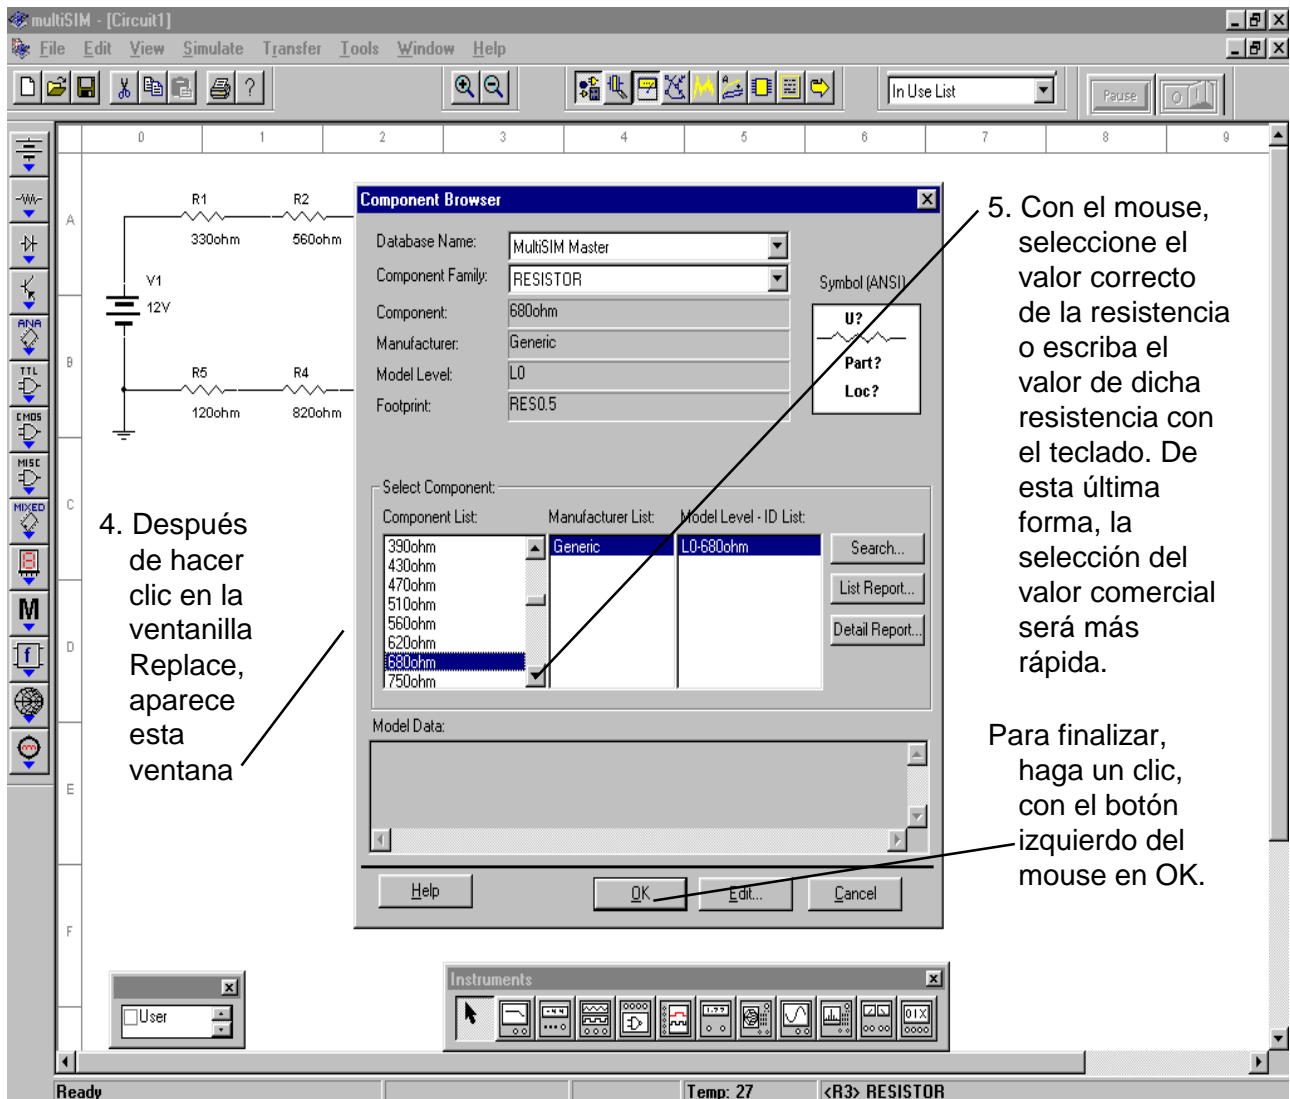 multiSIM - [Circuit1]
File Edit View Simulate Transfer Tools Window Help
In Use List
Pause
0 1 2 3 4 5 6 7 8 9
A
B
C
D
E
F
ANA
TTL
CMOS
MISC
MIXED
M
f
R1
330ohm
R2
560ohm
V1
12V
R5
120ohm
R4
820ohm
Component Browser
Database Name: MultiSIM Master
Component Family: RESISTOR
Component: 680ohm
Manufacturer: Generic
Model Level: L0
Footprint: RES0.5
Symbol (ANSI)
U?
Part?
Loc?
Select Component:
Component List: Manufacturer List: Model Level - ID List:
390ohm
430ohm
470ohm
510ohm
560ohm
620ohm
680ohm
750ohm
Generic
L0-680ohm
Search...
List Report...
Detail Report...
Model Data:
Help OK Edit... Cancel
4. Después
de hacer
clic en la
ventanilla
Replace,
aparece
esta
ventana
5. Con el mouse,
seleccione el
valor correcto
de la resistencia
o escriba el
valor de dicha
resistencia con
el teclado. De
esta última
forma, la
selección del
valor comercial
será más
rápida.
Para finalizar,
haga un clic,
con el botón
izquierdo del
mouse en OK.
User
Instruments
Ready
Temp: 27
<R3> RESISTOR